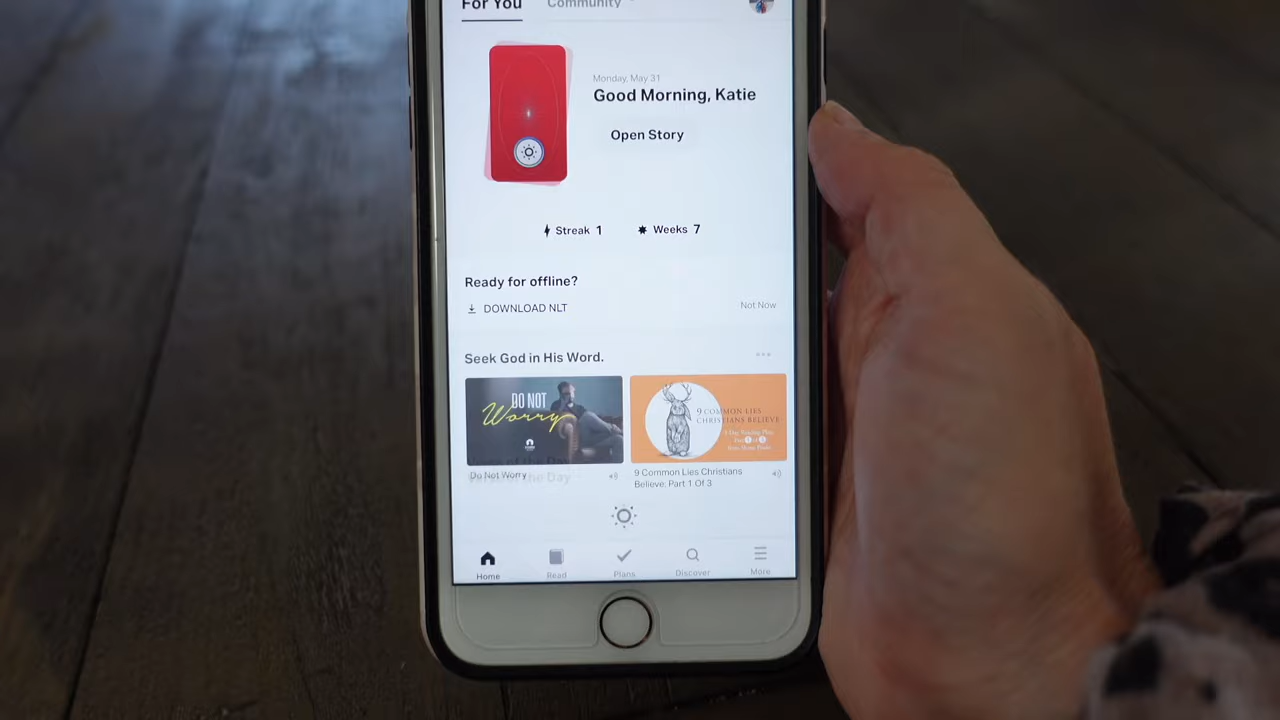 For You
Community
Monday, May 31
Good Morning, Katie
Open Story
Streak 1
Weeks 7
Ready for offline?
DOWNLOAD NLT
Not Now
Seek God in His Word.
DO NOT
Worry
9 COMMON LIES
CHRISTIANS BELIEVE
Do Not Worry
9 Common Lies Christians
Believe: Part 1 Of 3
Home
Read
Plans
Discover
More